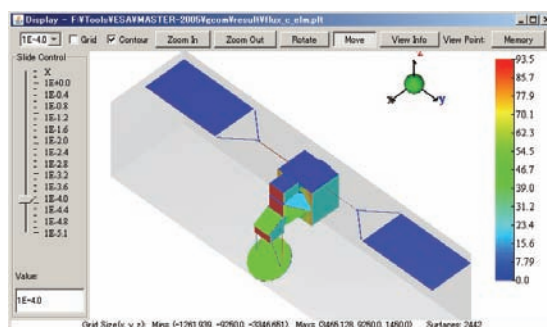 Display - F:¥Tools¥ESA¥MASTER-2005¥gcom¥result¥flux_c_elm.plt
1E-4.0 Grid Contour Zoom In Zoom Out Rotate Move View Info View Point: Memory
Slide Control
X
1E+0.0
1E-0.4
1E-0.8
1E-1.2
1E-1.6
1E-2.0
1E-2.4
1E-2.8
1E-3.2
1E-3.6
1E-4.0
1E-4.4
1E-4.8
1E-5.1
Value:
1E-4.0
z
x
y
93.5
85.7
77.9
70.1
62.3
54.5
46.7
39.0
31.2
23.4
15.6
7.79
0.0
Grid Size(x,y,z): Mins (-1261.939, -9250.0, -3346.651) Maxs (3465.128, 9250.0, 1450.0) Surfaces: 2442